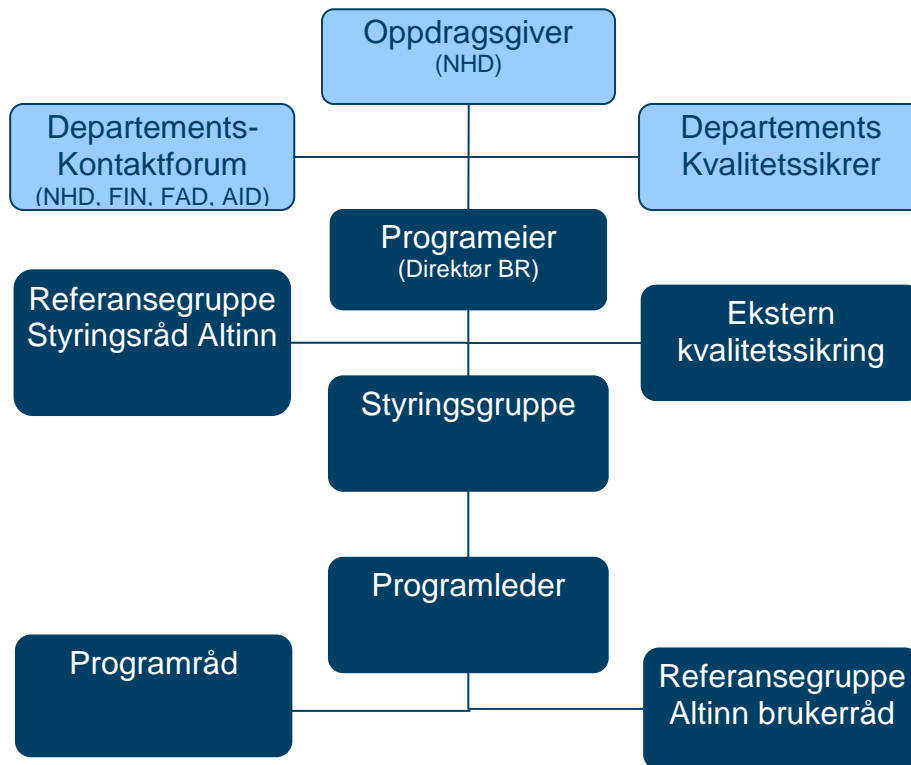 Oppdragsgiver
(NHD)
Departements-
Kontaktforum
(NHD, FIN, FAD, AID)
Departements
Kvalitetssikrer
Programeier
(Direktør BR)
Referansegruppe
Styringsråd Altinn
Ekstern
kvalitetssikring
Styringsgruppe
Programleder
Programråd
Referansegruppe
Altinn brukerråd